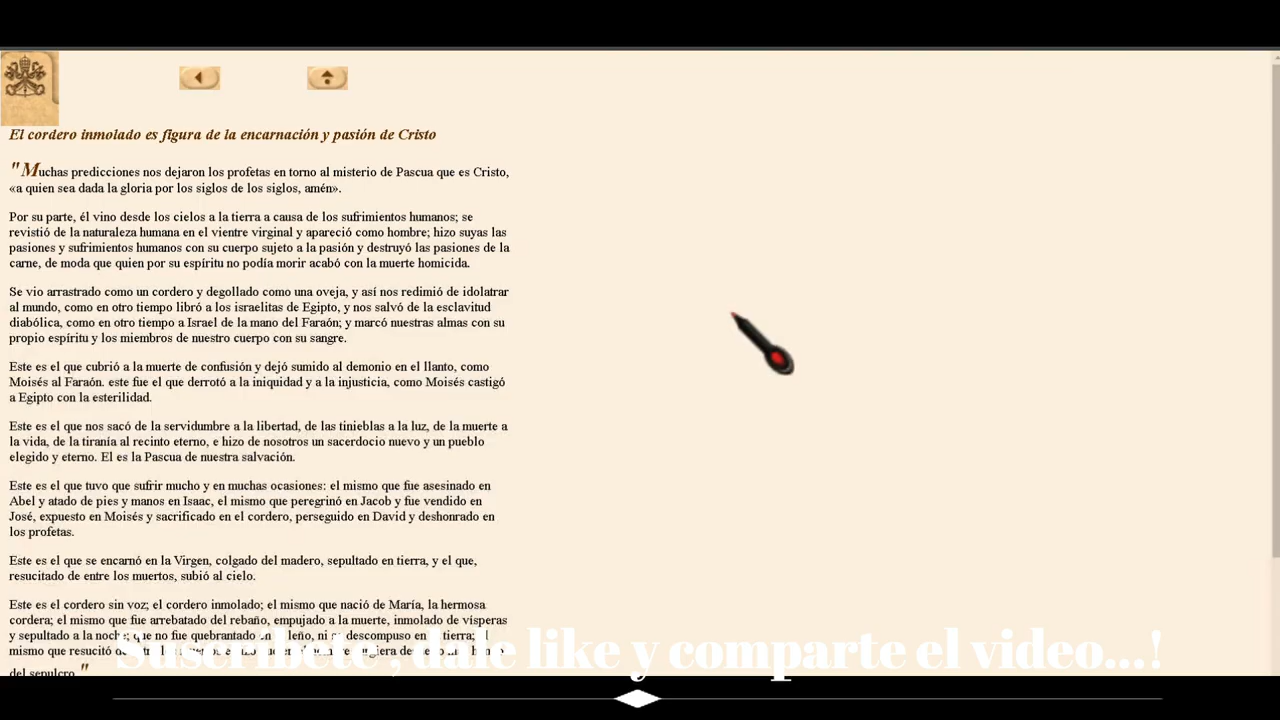 El cordero inmolado es figura de la encarnación y pasión de Cristo
"Muchas predicciones nos dejaron los profetas en torno al misterio de Pascua que es Cristo,
«a quien sea dada la gloria por los siglos de los siglos, amén».
Por su parte, él vino desde los cielos a la tierra a causa de los sufrimientos humanos; se
revistió de la naturaleza humana en el vientre virginal y apareció como hombre; hizo suyas las
pasiones y sufrimientos humanos con su cuerpo sujeto a la pasión y destruyó las pasiones de la
carne, de moda que quien por su espíritu no podía morir acabó con la muerte homicida.
Se vio arrastrado como un cordero y degollado como una oveja, y así nos redimió de idolatrar
al mundo, como en otro tiempo libró a los israelitas de Egipto, y nos salvó de la esclavitud
diabólica, como en otro tiempo a Israel de la mano del Faraón; y marcó nuestras almas con su
propio espíritu y los miembros de nuestro cuerpo con su sangre.
Este es el que cubrió a la muerte de confusión y dejó sumido al demonio en el llanto, como
Moisés al Faraón. este fue el que derrotó a la iniquidad y a la injusticia, como Moisés castigó
a Egipto con la esterilidad.
Este es el que nos sacó de la servidumbre a la libertad, de las tinieblas a la luz, de la muerte a
la vida, de la tiranía al recinto eterno, e hizo de nosotros un sacerdocio nuevo y un pueblo
elegido y eterno. El es la Pascua de nuestra salvación.
Este es el que tuvo que sufrir mucho y en muchas ocasiones: el mismo que fue asesinado en
Abel y atado de pies y manos en Isaac, el mismo que peregrinó en Jacob y fue vendido en
José, expuesto en Moisés y sacrificado en el cordero, perseguido en David y deshonrado en
los profetas.
Este es el que se encarnó en la Virgen, colgado del madero, sepultado en tierra, y el que,
resucitado de entre los muertos, subió al cielo.
Este es el cordero sin voz; el cordero inmolado; el mismo que nació de María, la hermosa
cordera; el mismo que fue arrebatado del rebaño, empujado a la muerte, inmolado de vísperas
y sepultado a la noche; que no fue quebrantado en leño, ni se descompuso en tierra; el
mismo que resucitó de
del sepulcro."
Suscribete, dale like y comparte el video...!